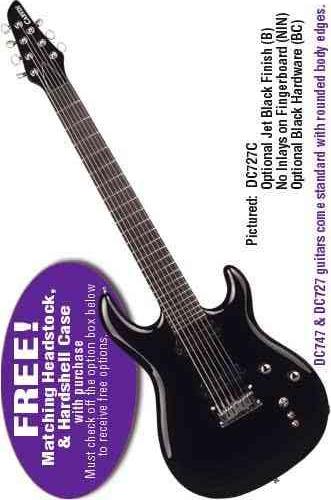 CARVIN
Pictured: DC727C
Optional Jet Black Finish (B)
No Inlays on Fingerboard (NIN)
Optional Black Hardware (BC)
DC747 & DC727 guitars come standard with rounded body edges.
FREE!
Matching Headstock,
& Hardshell Case
with purchase
Must check off the option box below
to receive free options.